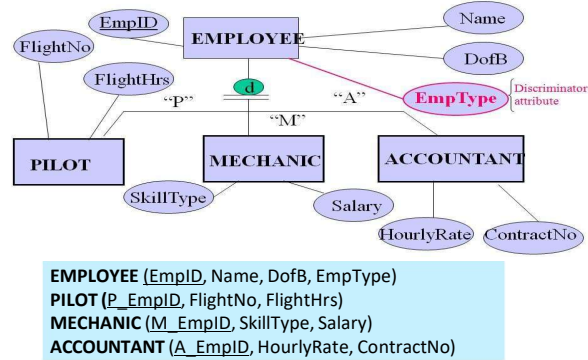 EmpID
Name
FlightNo
EMPLOYEE
DofB
FlightHrs
d
EmpType
Discriminator
attribute
"P"
"A"
"M"
PILOT
MECHANIC
ACCOUNTANT
SkillType
Salary
HourlyRate
ContractNo
EMPLOYEE (EmpID, Name, DofB, EmpType)
PILOT (P_EmpID, FlightNo, FlightHrs)
MECHANIC (M_EmpID, SkillType, Salary)
ACCOUNTANT (A_EmpID, HourlyRate, ContractNo)